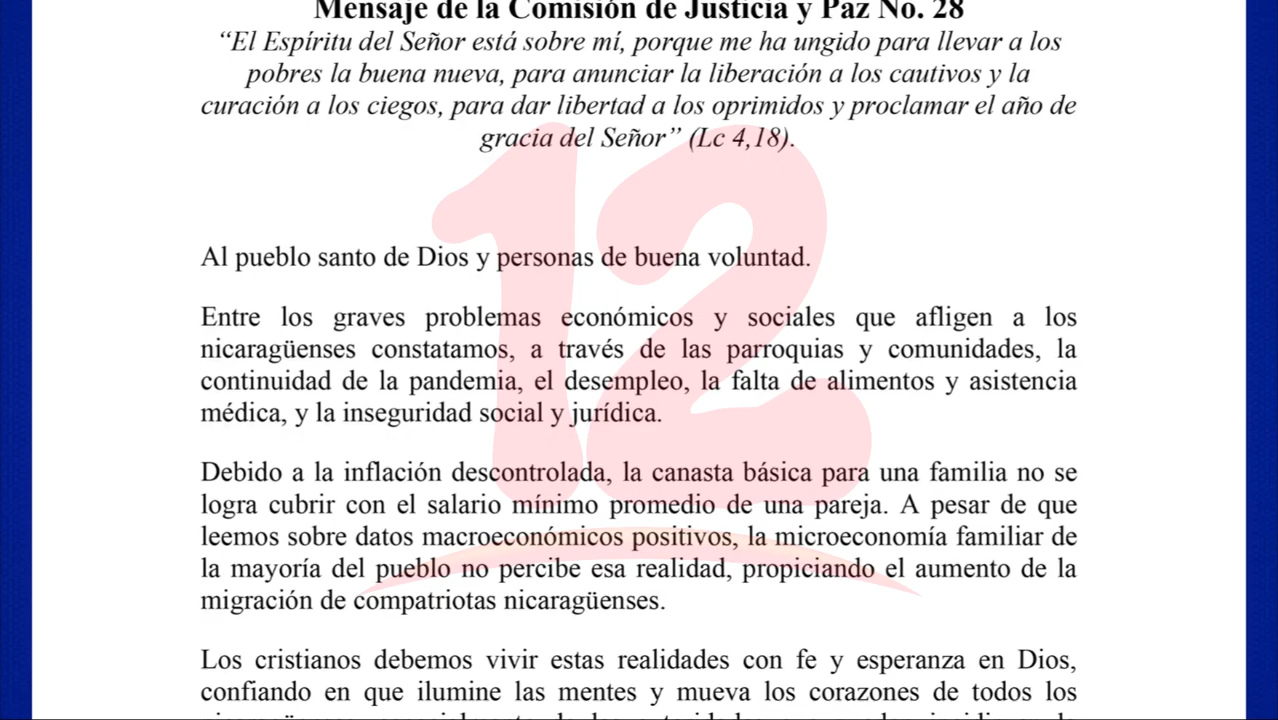 Mensaje de la Comisión de Justicia y Paz No. 28
“El Espíritu del Señor está sobre mí, porque me ha ungido para llevar a los
pobres la buena nueva, para anunciar la liberación a los cautivos y la
curación a los ciegos, para dar libertad a los oprimidos y proclamar el año de
gracia del Señor” (Lc 4,18).
12
Al pueblo santo de Dios y personas de buena voluntad.
Entre los graves problemas económicos y sociales que afligen a los
nicaragüenses constatamos, a través de las parroquias y comunidades, la
continuidad de la pandemia, el desempleo, la falta de alimentos y asistencia
médica, y la inseguridad social y jurídica.
Debido a la inflación descontrolada, la canasta básica para una familia no se
logra cubrir con el salario mínimo promedio de una pareja. A pesar de que
leemos sobre datos macroeconómicos positivos, la microeconomía familiar de
la mayoría del pueblo no percibe esa realidad, propiciando el aumento de la
migración de compatriotas nicaragüenses.
Los cristianos debemos vivir estas realidades con fe y esperanza en Dios,
confiando en que ilumine las mentes y mueva los corazones de todos los